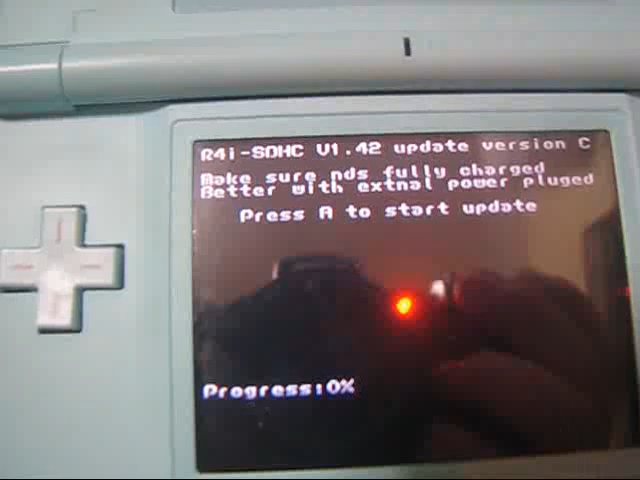 R4i-SDHC V1.42 update version C
Make sure nds fully charged
Better with extnal power pluged
Press A to start update
Progress:0%